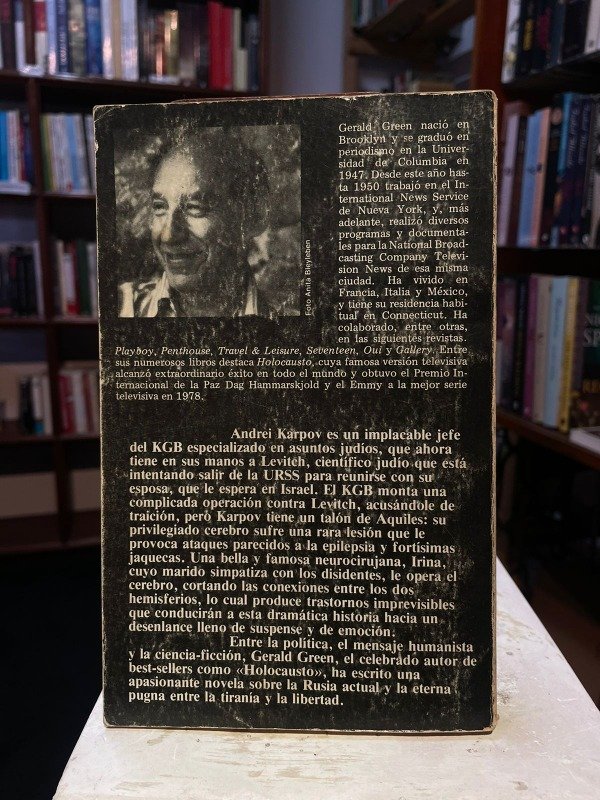 Gerald Green nació en
Brooklyn y se graduó en
periodismo en la Univer-
sidad de Columbia en
1947. Desde este año has-
ta 1950 trabajó en el In-
ternational News Service
de Nueva York, y, más
adelante, realizó diversos
programas y documenta-
les para la National Broad-
casting Company Televi-
sion News de esa misma
ciudad. Ha vivido en
Francia, Italia y México,
y tiene su residencia habi-
tual en Connecticut. Ha
colaborado, entre otras,
en las siguientes revistas.
Foto Anita Bleyleben
Playboy, Penthouse, Travel & Leisure, Seventeen, Oui y Gallery. Entre
sus numerosos libros destaca Holocausto, cuya famosa versión televisiva
alcanzó extraordinario éxito en todo el mundo y obtuvo el Premio In-
ternacional de la Paz Dag Hammarskjold y el Emmy a la mejor serie
televisiva en 1978.
Andrei Karpov es un implacable jefe
del KGB especializado en asuntos judíos, que ahora
tiene en sus manos a Levitch, científico judío que está
intentando salir de la URSS para reunirse con su
esposa, que le espera en Israel. El KGB monta una
complicada operación contra Levitch, acusándole de
traición, pero Karpov tiene un talón de Aquiles: su
privilegiado cerebro sufre una rara lesión que le
provoca ataques parecidos a la epilepsia y fortísimas
jaquecas. Una bella y famosa neurocirujana, Irina,
cuyo marido simpatiza con los disidentes, le opera el
cerebro, cortando las conexiones entre los dos
hemisferios, lo cual produce trastornos imprevisibles
que conducirán a esta dramática historia hacia un
desenlance lleno de suspense y de emoción.
Entre la política, el mensaje humanista
y la ciencia-ficción, Gerald Green, el celebrado autor de
best-sellers como «Holocausto», ha escrito una
apasionante novela sobre la Rusia actual y la eterna
pugna entre la tiranía y la libertad.